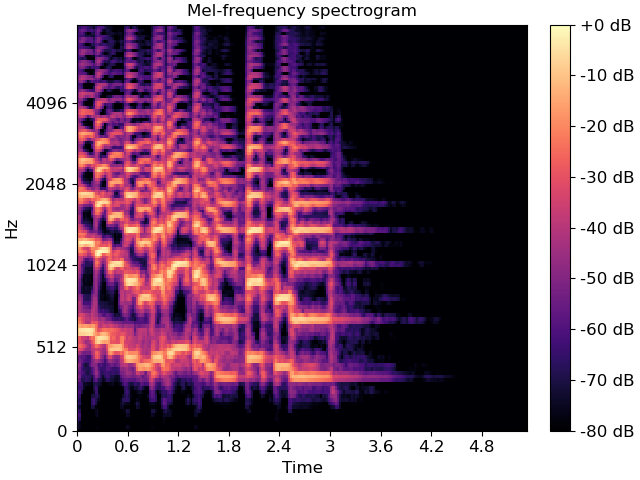 Mel-frequency spectrogram
+0 dB
-10 dB
-20 dB
-30 dB
-40 dB
-50 dB
-60 dB
-70 dB
-80 dB
Hz
4096
2048
1024
512
0
0 0.6 1.2 1.8 2.4 3 3.6 4.2 4.8
Time